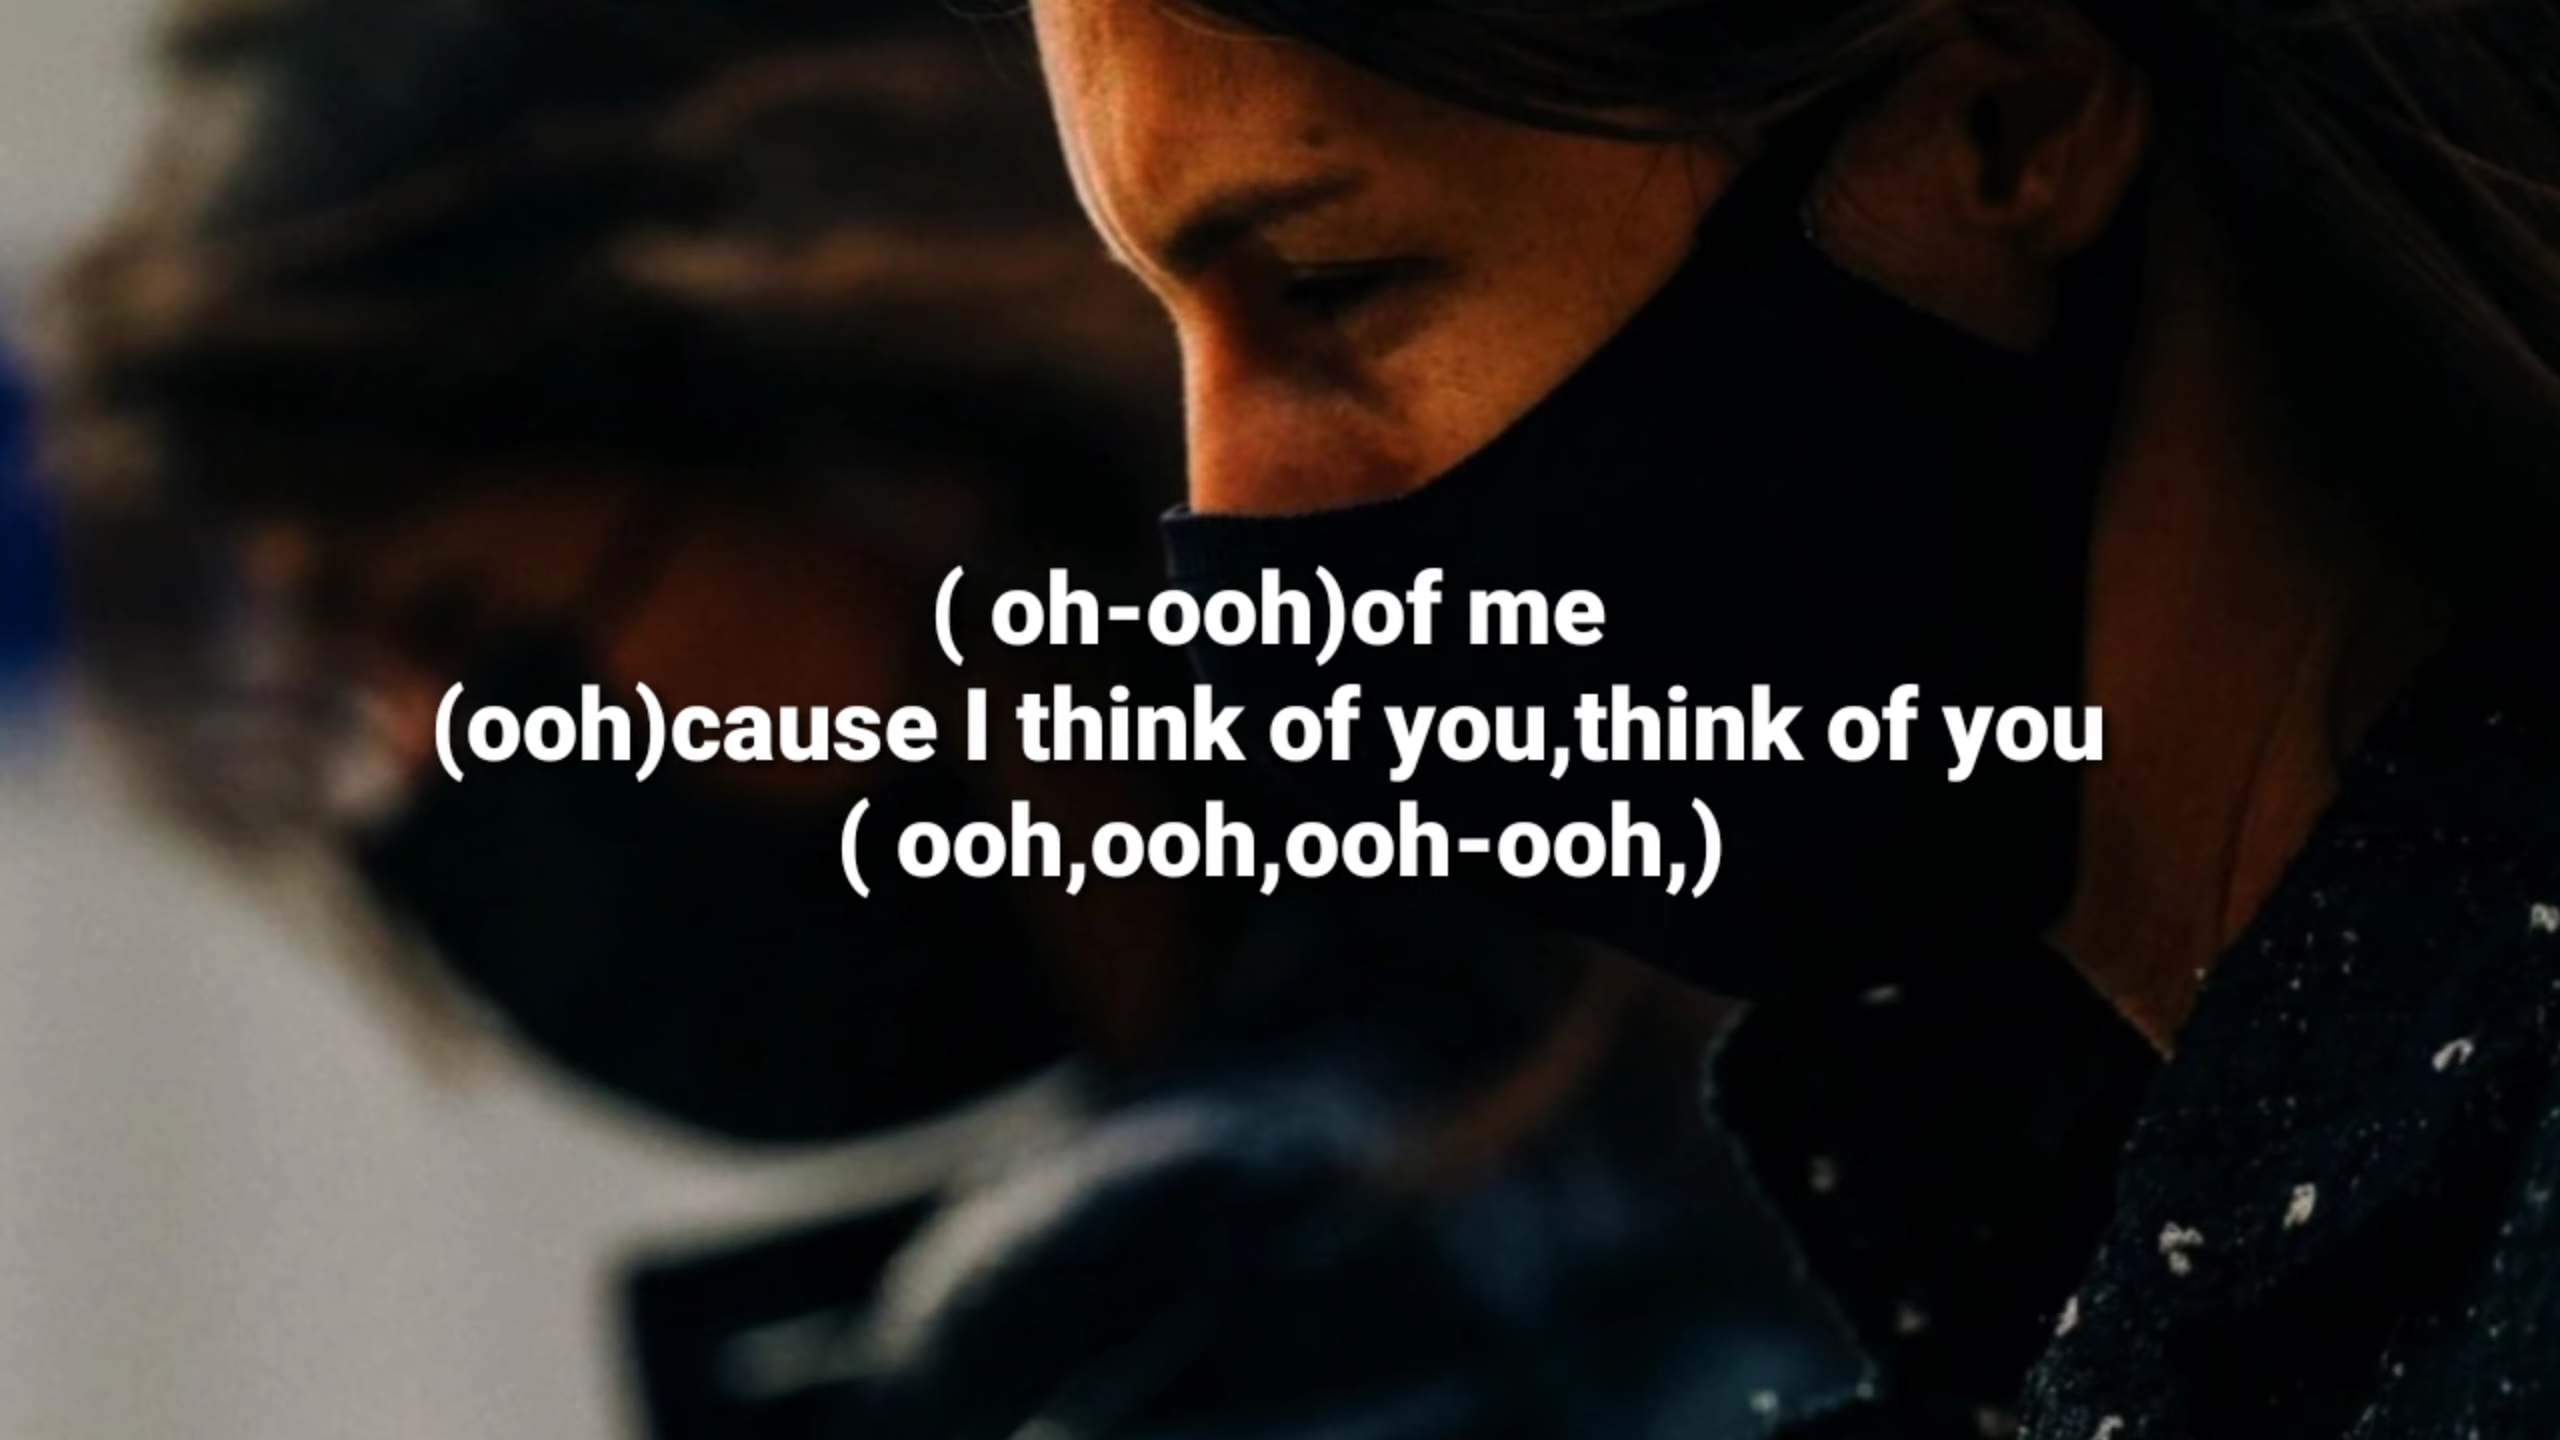 ( oh-ooh)of me
(ooh)cause I think of you,think of you
( ooh,ooh,ooh-ooh,)